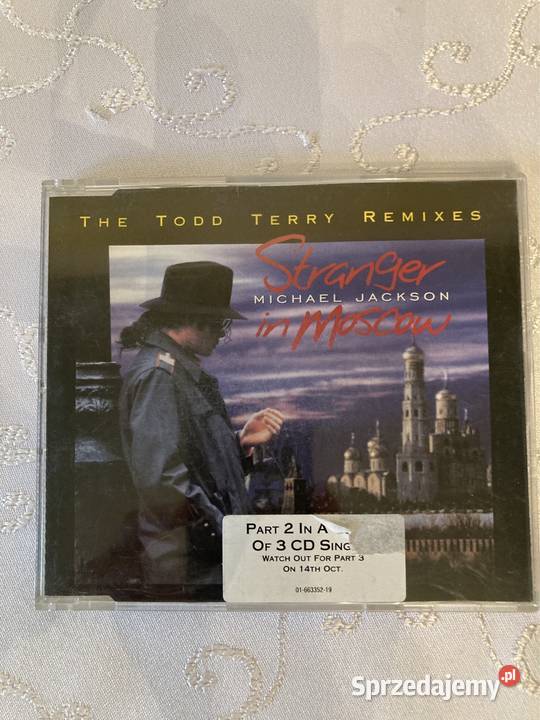 THE TODD TERRY REMIXES
Stranger
MICHAEL JACKSON
in Moscow
PART 2 IN A
OF 3 CD SING
WATCH OUT FOR PART 3
ON 14TH OCT.
01-663352-19
Sprzedajemy.pl